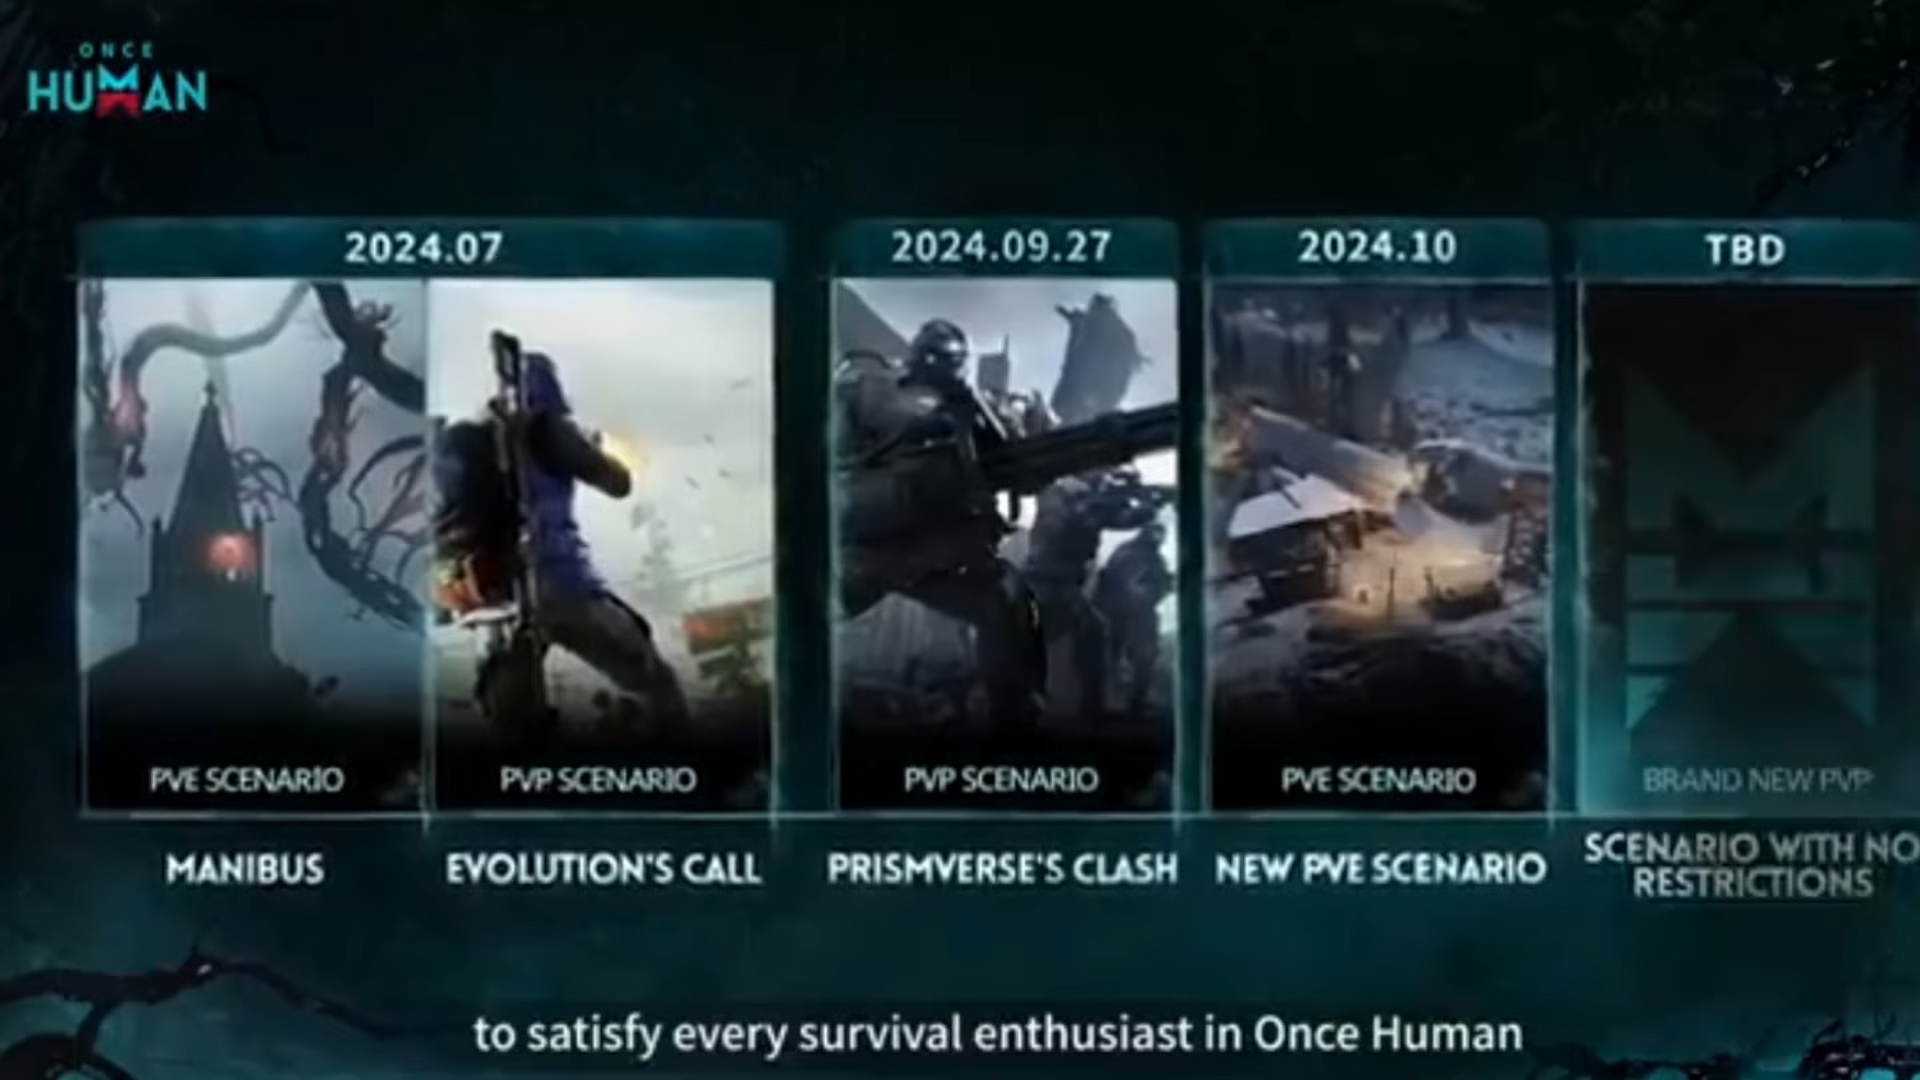 ONCE
HUMAN
2024.07
2024.09.27
2024.10
TBD
PVE SCENARIO
PVP SCENARIO
PVP SCENARIO
PVE SCENARIO
BRAND NEW PVP
MANIBUS
EVOLUTION'S CALL
PRISMVERSE'S CLASH
NEW PVE SCENARIO
SCENARIO WITH NO
RESTRICTIONS
to satisfy every survival enthusiast in Once Human